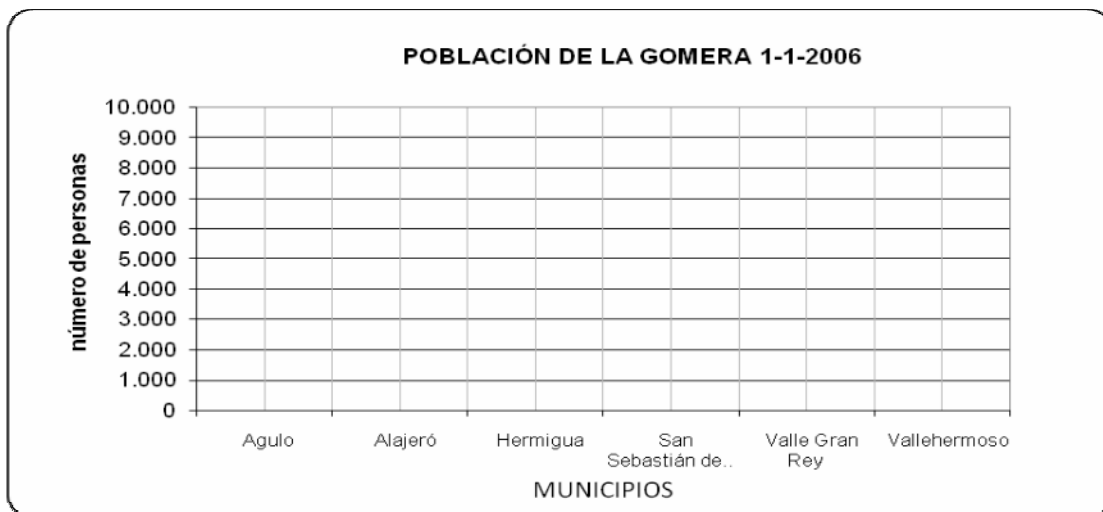 POBLACIÓN DE LA GOMERA 1-1-2006
número de personas
10.000
9.000
8.000
7.000
6.000
5.000
4.000
3.000
2.000
1.000
0
Agulo Alajeró Hermigua San Sebastián de.. Valle Gran Rey Vallehermoso
MUNICIPIOS